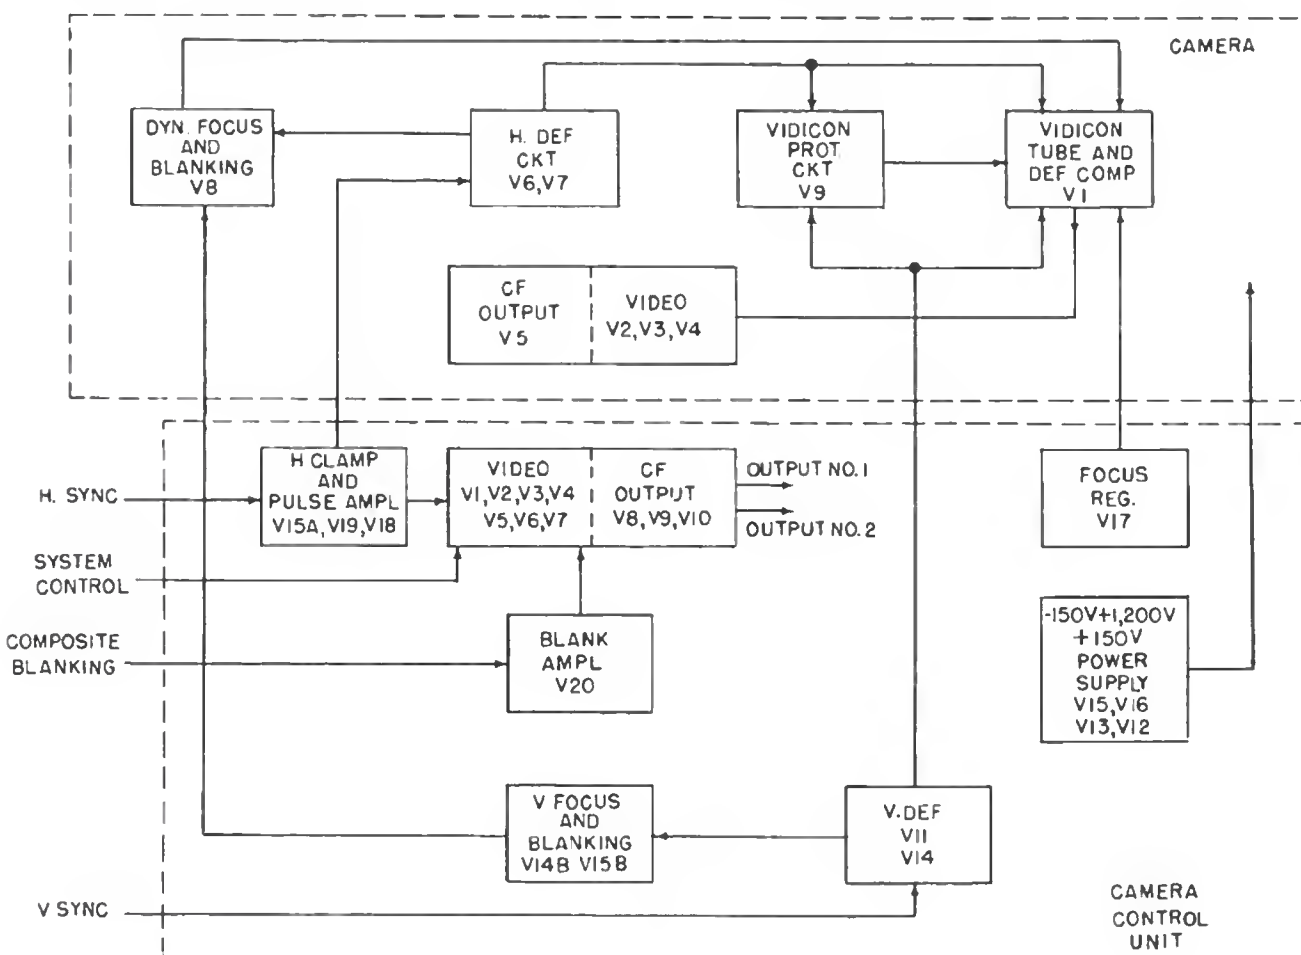 CAMERA
DYN. FOCUS
AND
BLANKING
V8
H. DEF
CKT
V6,V7
VIDICON
PROT.
CKT
V9
VIDICON
TUBE AND
DEF COMP
V1
CF
OUTPUT
V5
VIDEO
V2,V3,V4
H. SYNC
H CLAMP
AND
PULSE AMPL
V15A,V19,V18
VIDEO
V1,V2,V3,V4
V5,V6,V7
CF
OUTPUT
V8,V9,V10
OUTPUT NO.1
OUTPUT NO.2
FOCUS
REG.
V17
SYSTEM
CONTROL
COMPOSITE
BLANKING
BLANK
AMPL
V20
-150V+1,200V
+150V
POWER
SUPPLY
V15,V16
V13,V12
V FOCUS
AND
BLANKING
V14B V15B
V.DEF
V11
V14
V SYNC
CAMERA
CONTROL
UNIT